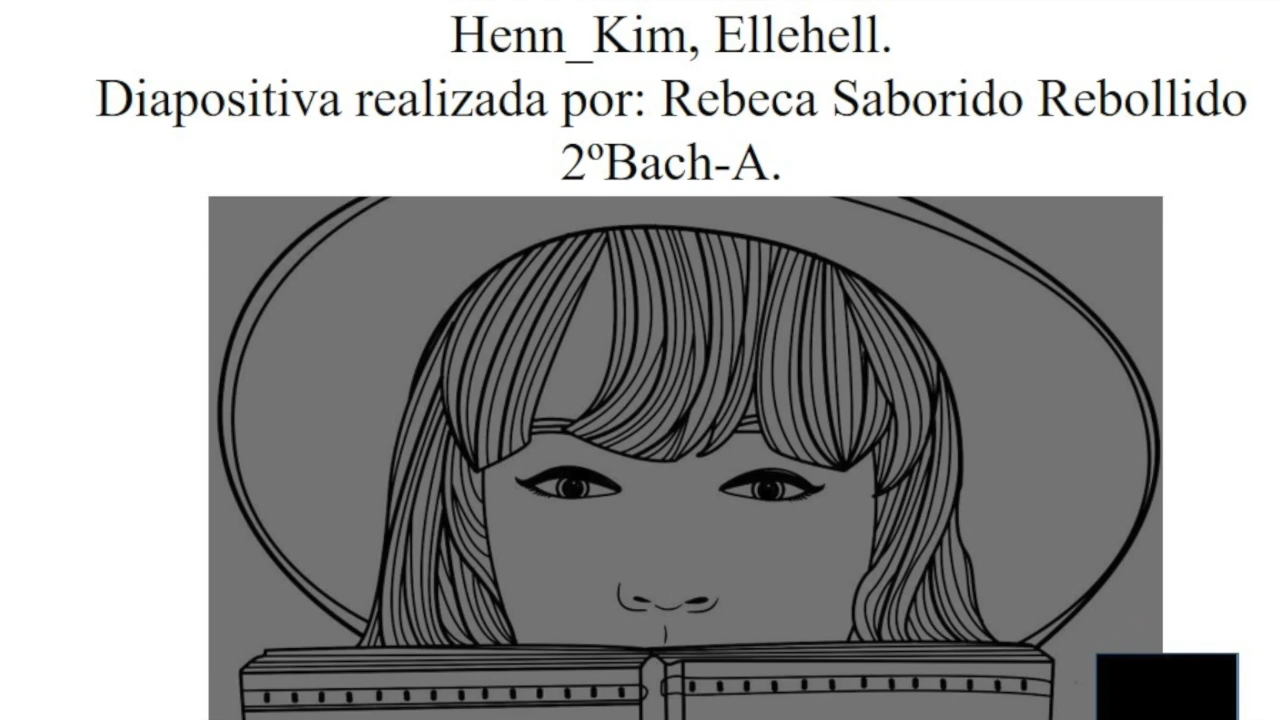 Henn_Kim, Ellehell.
Diapositiva realizada por: Rebeca Saborido Rebollido
2ºBach-A.